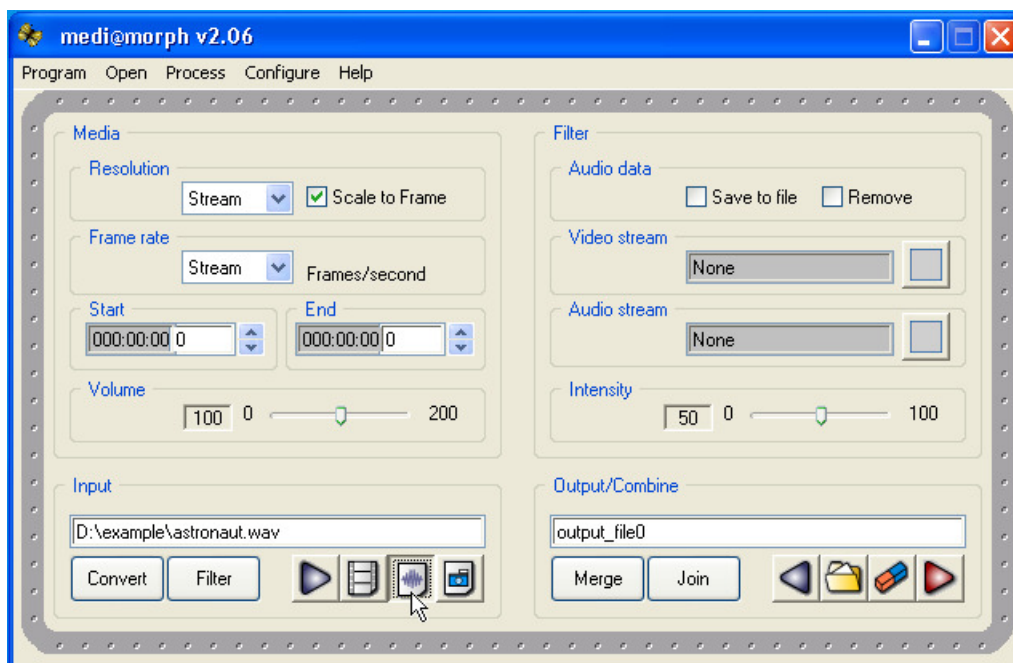 medi@morph v2.06
Program Open Process Configure Help
Media
Resolution
Stream Scale to Frame
Frame rate
Stream Frames/second
Start End
000:00:00 0 000:00:00 0
Volume
100 0 200
Filter
Audio data
Save to file Remove
Video stream
None
Audio stream
None
Intensity
50 0 100
Input
D:\example\astronaut.wav
Convert Filter
Output/Combine
output_file0
Merge Join